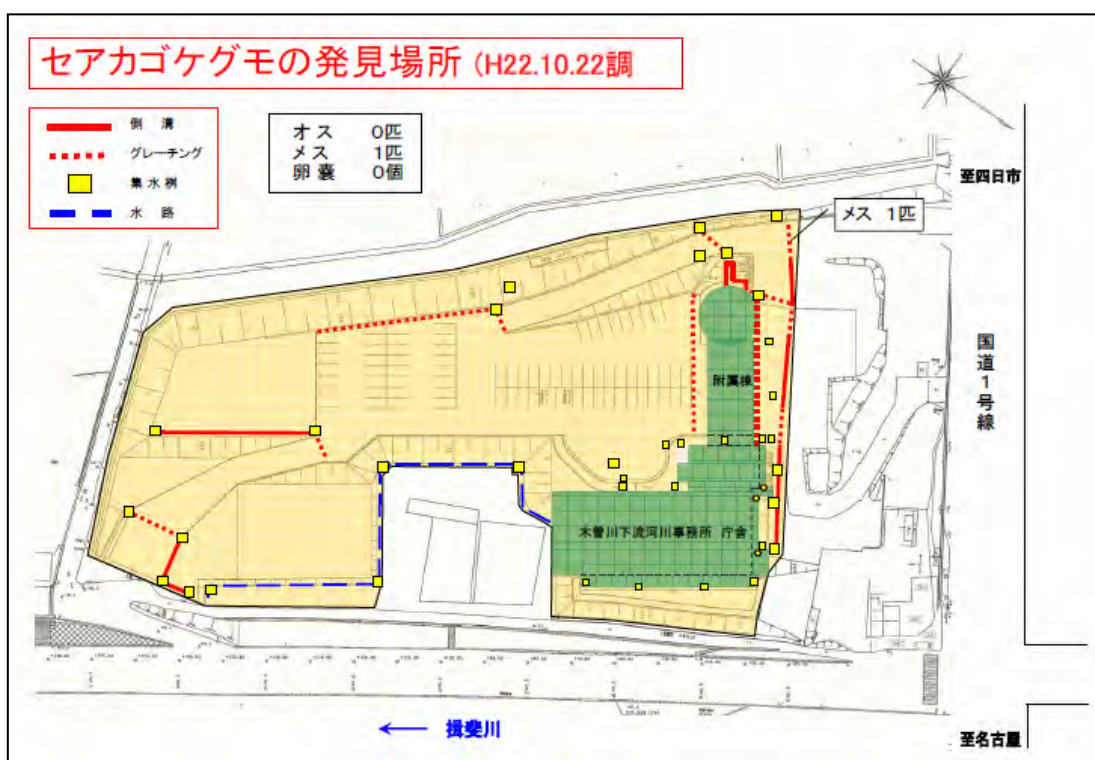 セアカゴケグモの発見場所 (H22.10.22調
側 溝
グレーチング
集水桝
水 路
オス 0匹
メス 1匹
卵嚢 0個
至四日市
メス 1匹
国道1号線
附属棟
木曽川下流河川事務所 庁舎
揖斐川
至名古屋